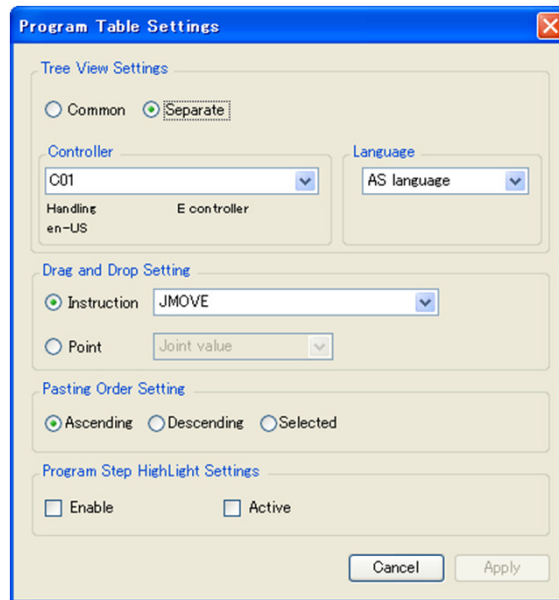 Program Table Settings
Tree View Settings
Common Separate
Controller Language
C01 AS language
Handling E controller
en-US
Drag and Drop Setting
Instruction JMOVE
Point Joint value
Pasting Order Setting
Ascending Descending Selected
Program Step HighLight Settings
Enable Active
Cancel Apply